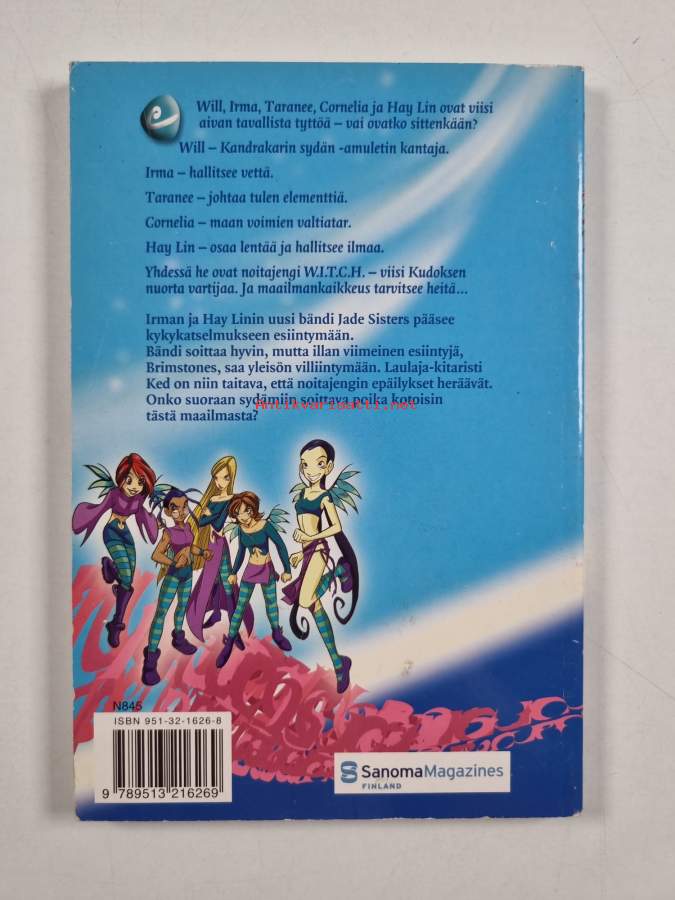 Will, Irma, Taranee, Cornelia ja Hay Lin ovat viisi
aivan tavallista tyttöä – vai ovatko sittenkään?
Will – Kandrakarin sydän -amuletin kantaja.
Irma – hallitsee vettä.
Taranee – johtaa tulen elementtiä.
Cornelia – maan voimien valtiatar.
Hay Lin – osaa lentää ja hallitsee ilmaa.
Yhdessä he ovat noitajengi W.I.T.C.H. – viisi Kudoksen
nuorta vartijaa. Ja maailmankaikkeus tarvitsee heitä...
Irman ja Hay Linin uusi bändi Jade Sisters pääsee
kykykatselmukseen esiintymään.
Bändi soittaa hyvin, mutta illan viimeinen esiintyjä,
Brimstones, saa yleisön villiintymään. Laulaja-kitaristi
Ked on niin taitava, että noitajengin epäilykset heräävät.
Onko suoraan sydämiin soittava poika kotoisin
Antikvariaatti.net
tästä maailmasta?
N845
ISBN 951-32-1626-8
9 789513 216269
SanomaMagazines
FINLAND